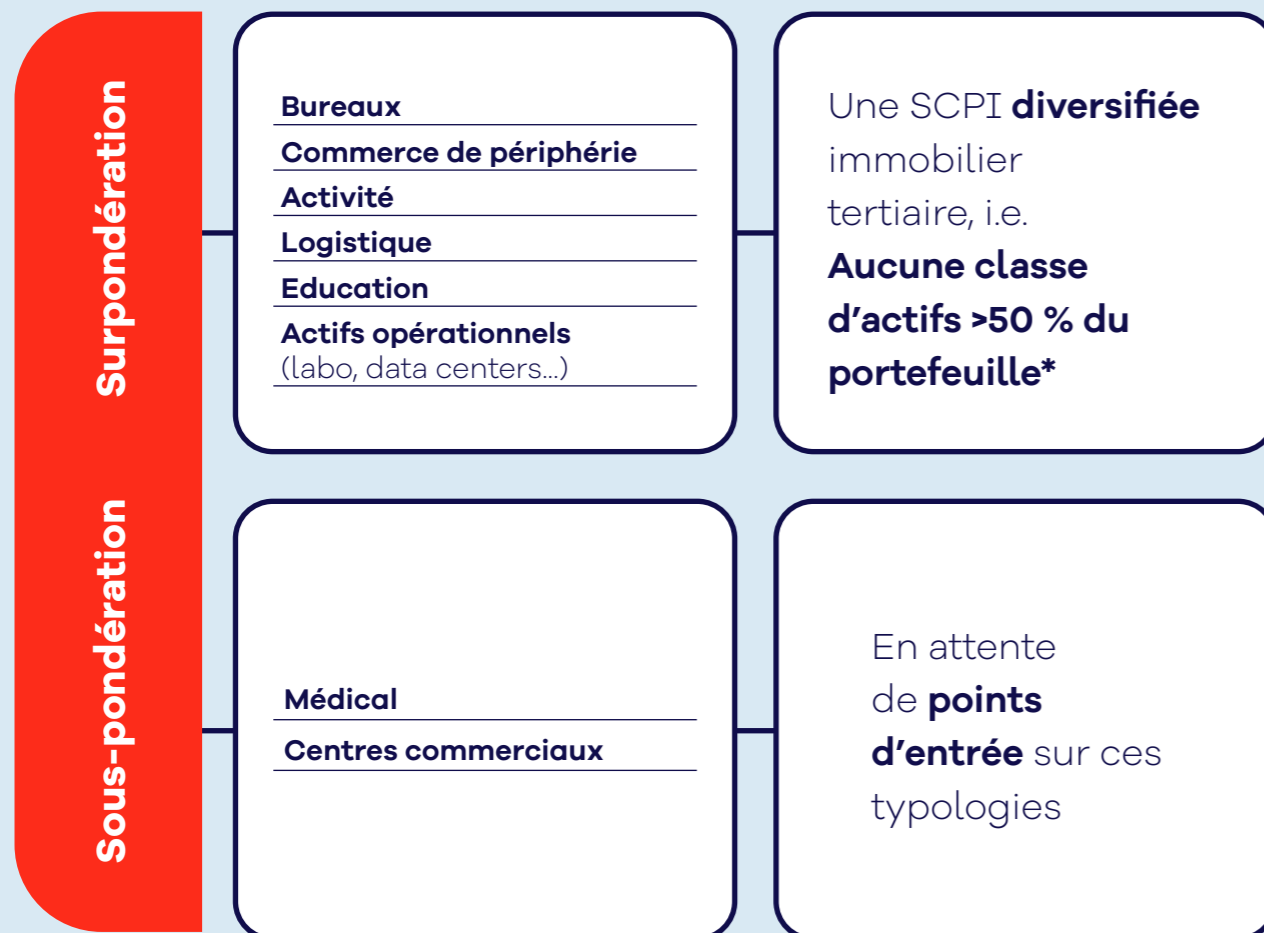 Surpondération
Bureaux
Commerce de périphérie
Activité
Logistique
Education
Actifs opérationnels
(labo, data centers...)
Une SCPI diversifiée
immobilier
tertiaire, i.e.
Aucune classe
d'actifs >50 % du
portefeuille*
Sous-pondération
Médical
Centres commerciaux
En attente
de points
d'entrée sur ces
typologies